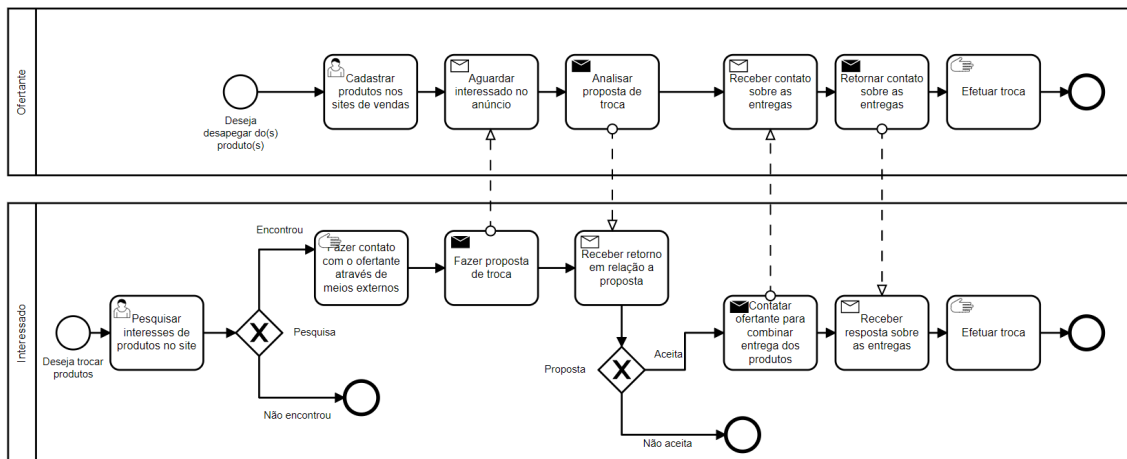 Ofertante
Deseja
desapegar do(s)
produto(s)
Cadastrar
produtos nos
sites de vendas
Aguardar
interessado no
anúncio
Analisar
proposta de
troca
Receber contato
sobre as
entregas
Retornar contato
sobre as
entregas
Efetuar troca
Interessado
Deseja trocar
produtos
Pesquisar
interesses de
produtos no site
Pesquisa
Encontrou
Não encontrou
Fazer contato
com o ofertante
através de
meios externos
Fazer proposta
de troca
Receber retorno
em relação a
proposta
Proposta
Aceita
Não aceita
Contatar
ofertante para
combinar
entrega dos
produtos
Receber
resposta sobre
as entregas
Efetuar troca